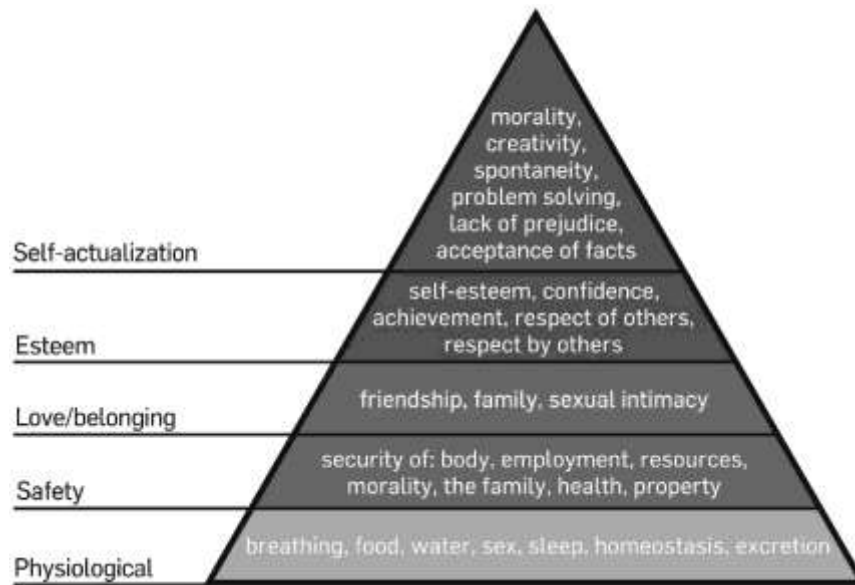 morality,
creativity,
spontaneity,
problem solving,
lack of prejudice,
acceptance of facts
Self-actualization
self-esteem, confidence,
achievement, respect of others,
respect by others
Esteem
friendship, family, sexual intimacy
Love/belonging
security of: body, employment, resources,
morality, the family, health, property
Safety
breathing, food, water, sex, sleep, homeostasis, excretion
Physiological